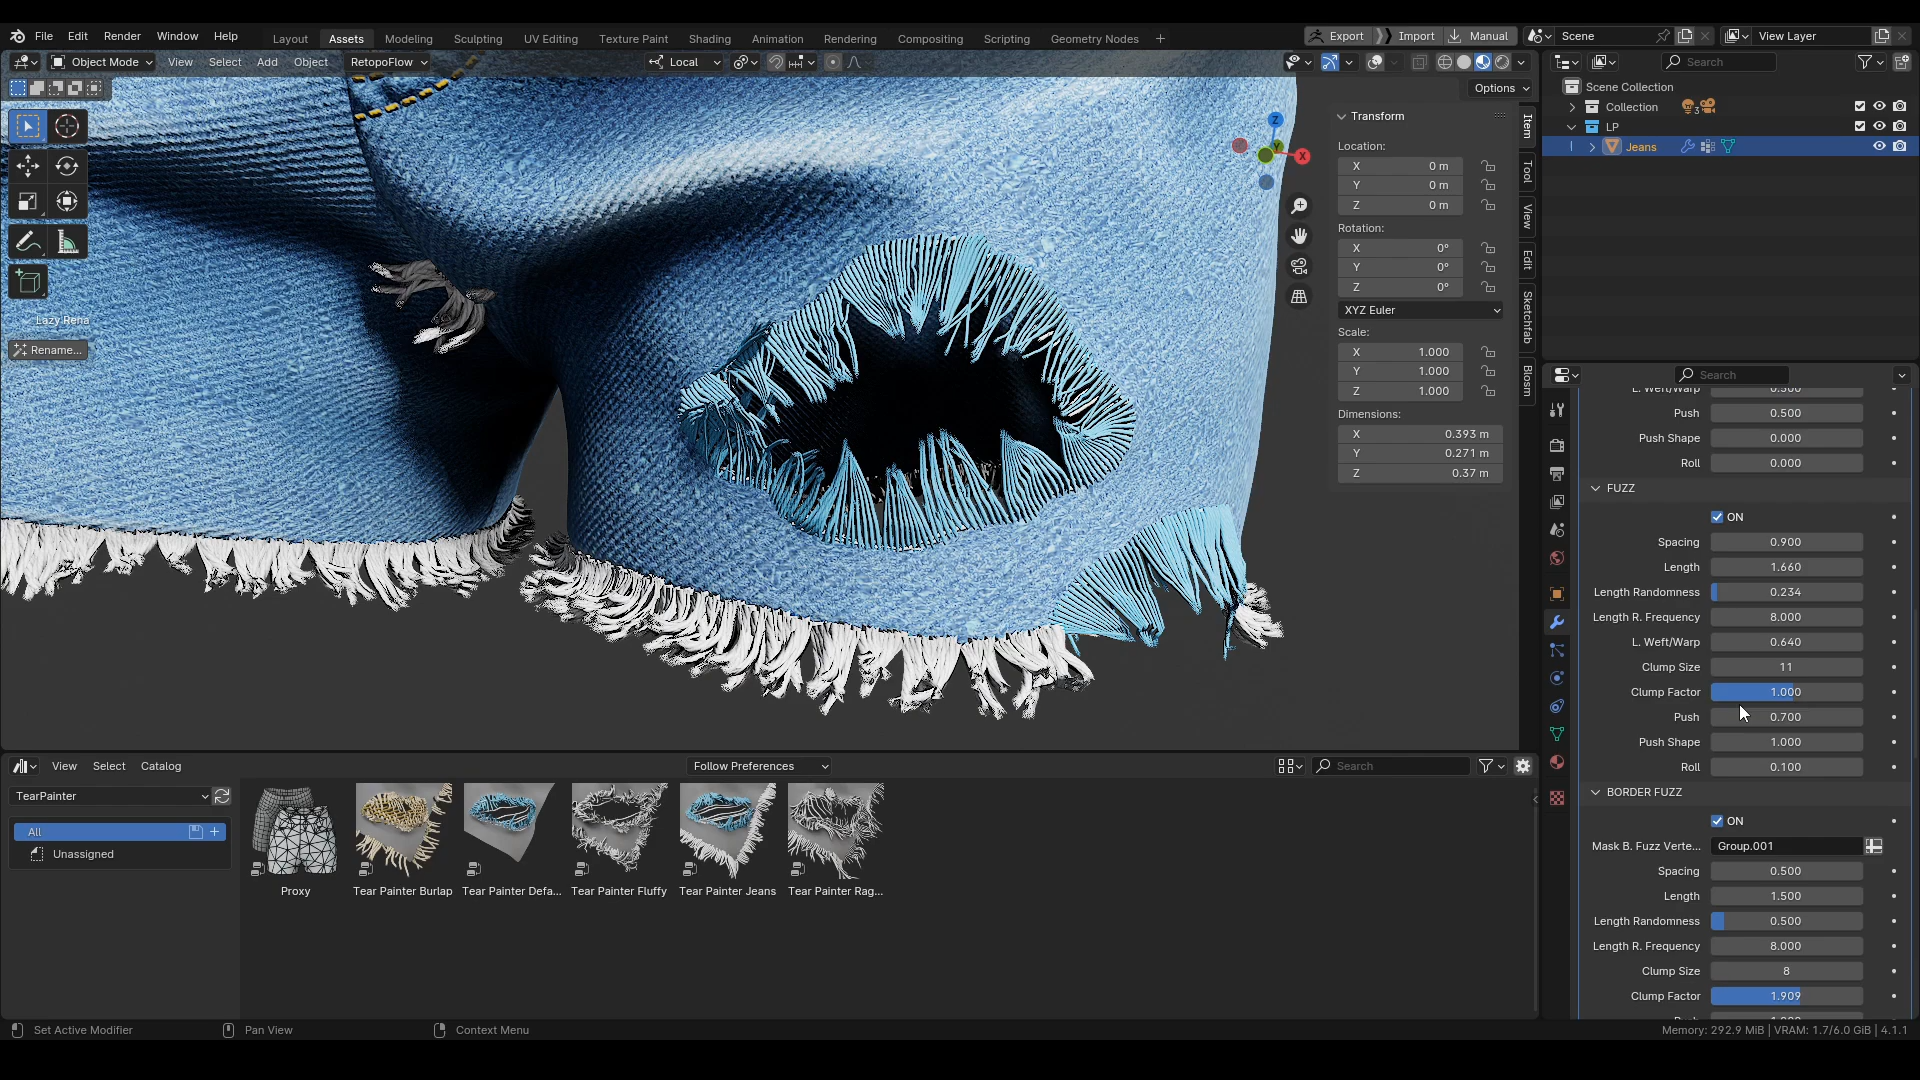 File Edit Render Window Help Layout Assets Modeling Sculpting UV Editing Texture Paint Shading Animation Rendering Compositing Scripting Geometry Nodes + Export Import Manual Scene View Layer
Object Mode View Select Add Object RetopoFlow Local
Options
Lazy Rena
Rename...
Z
Y
X
Transform
Location:
X 0 m
Y 0 m
Z 0 m
Rotation:
X 0°
Y 0°
Z 0°
XYZ Euler
Scale:
X 1.000
Y 1.000
Z 1.000
Dimensions:
X 0.393 m
Y 0.271 m
Z 0.37 m
Item
Tool
View
Edit
Sketchfab
Blosm
Search
Scene Collection
Collection 3
LP
Jeans
Search
L. Weft/Warp 0.500
Push 0.500
Push Shape 0.000
Roll 0.000
FUZZ
ON
Spacing 0.900
Length 1.660
Length Randomness 0.234
Length R. Frequency 8.000
L. Weft/Warp 0.640
Clump Size 11
Clump Factor 1.000
Push 0.700
Push Shape 1.000
Roll 0.100
BORDER FUZZ
ON
Mask B. Fuzz Verte... Group.001
Spacing 0.500
Length 1.500
Length Randomness 0.500
Length R. Frequency 8.000
Clump Size 8
Clump Factor 1.909
View Select Catalog Follow Preferences Search
TearPainter
All
Unassigned
Proxy Tear Painter Burlap Tear Painter Defa... Tear Painter Fluffy Tear Painter Jeans Tear Painter Rag...
Set Active Modifier Pan View Context Menu Memory: 292.9 MiB | VRAM: 1.7/6.0 GiB | 4.1.1